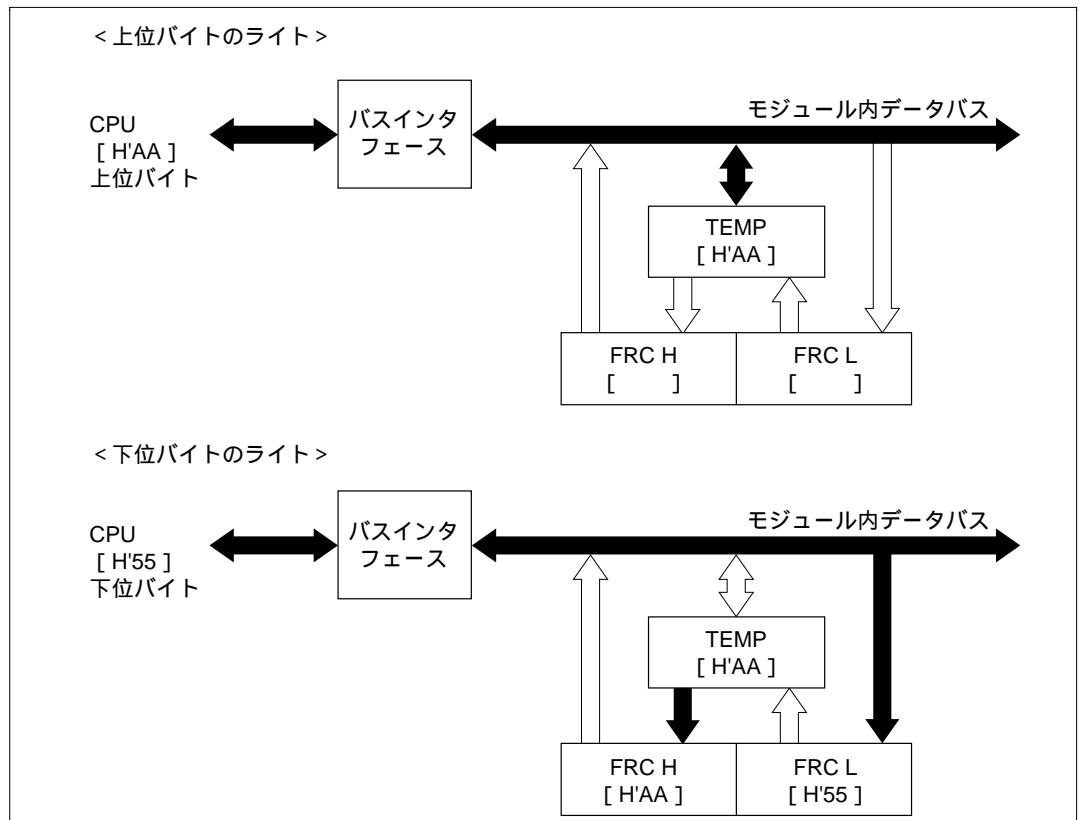 <上位バイトのライト>
CPU
[ H'AA ]
上位バイト
バスインタ
フェース
モジュール内データバス
TEMP
[ H'AA ]
FRC H
[ ]
FRC L
[ ]
<下位バイトのライト>
CPU
[ H'55 ]
下位バイト
バスインタ
フェース
モジュール内データバス
TEMP
[ H'AA ]
FRC H
[ H'AA ]
FRC L
[ H'55 ]